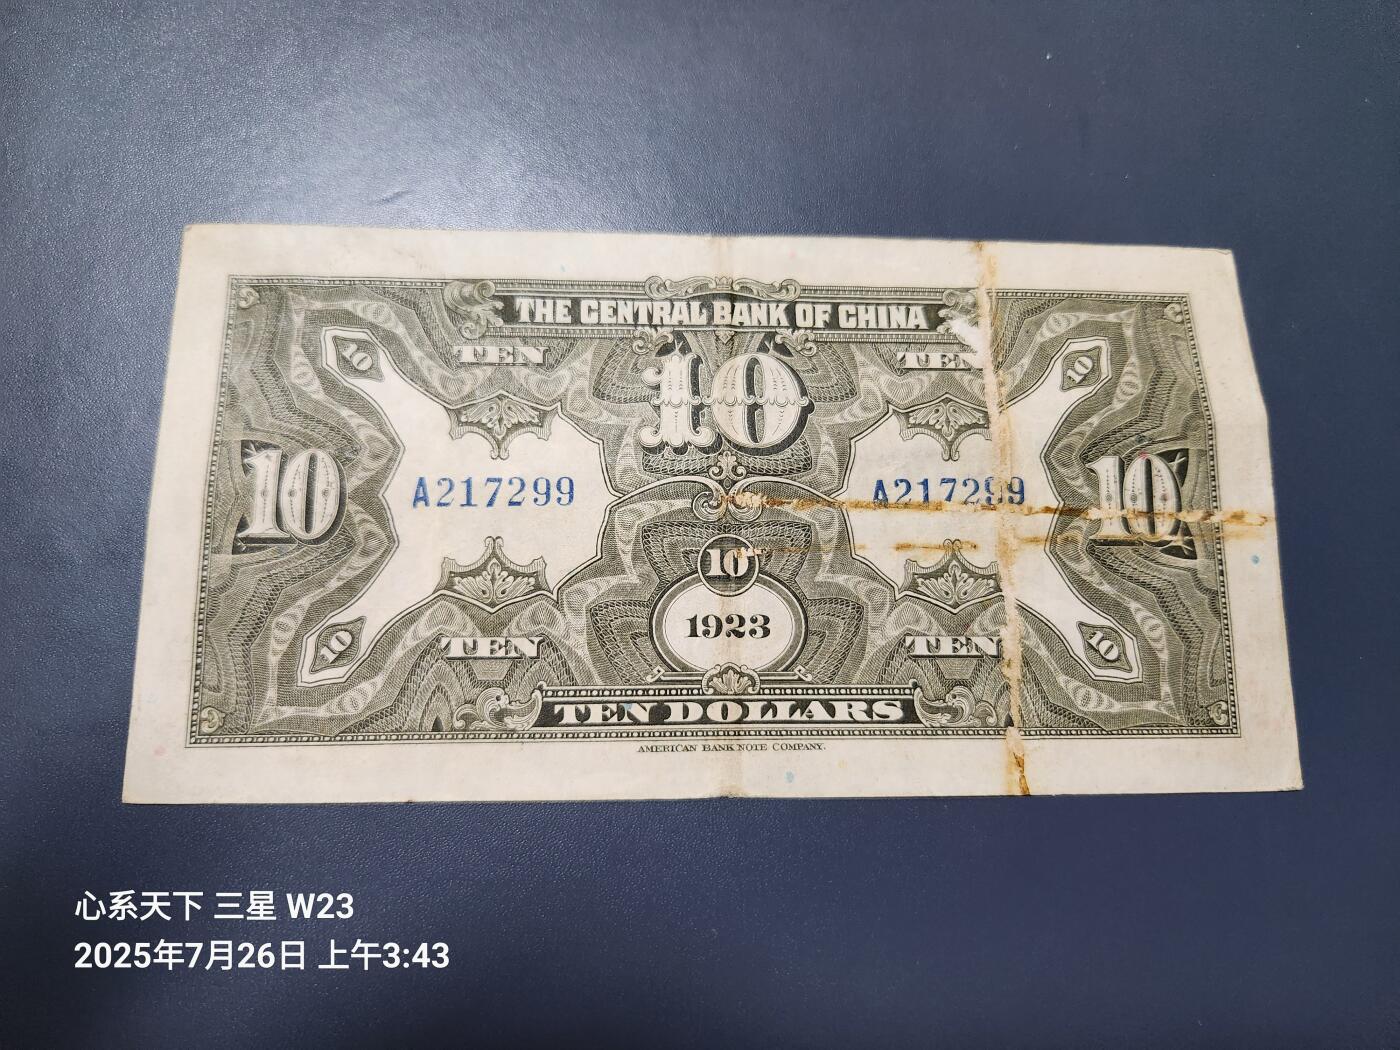 THE CENTRAL BANK OF CHINA
TEN TEN
10 10
10
10 10
A217299 A217299
10
1923
10 10
TEN TEN
TEN DOLLARS
AMERICAN BANK NOTE COMPANY.
心系天下 三星 W23
2025年7月26日 上午3:43